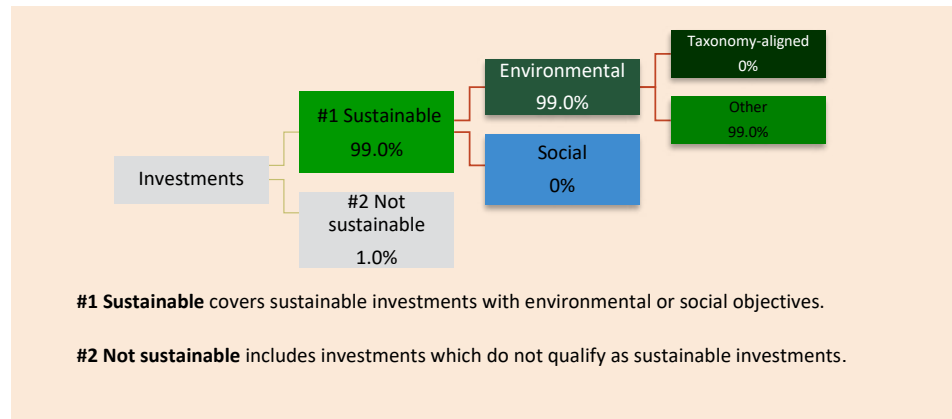 Investments
#1 Sustainable
99.0%
#2 Not
sustainable
1.0%
Environmental
99.0%
Social
0%
Taxonomy-aligned
0%
Other
99.0%
#1 Sustainable covers sustainable investments with environmental or social objectives.
#2 Not sustainable includes investments which do not qualify as sustainable investments.